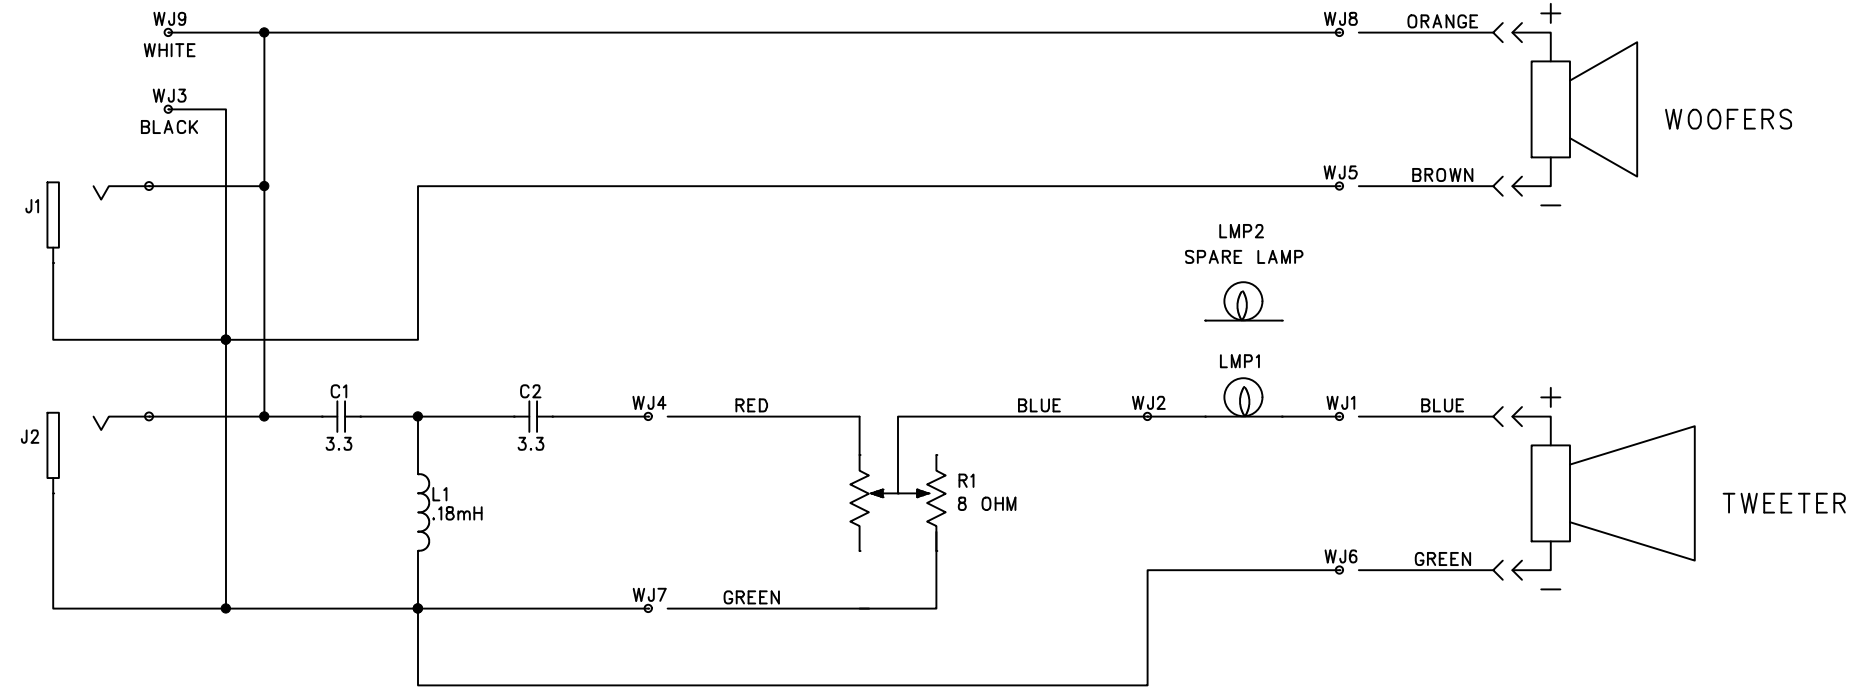 WJ9
WHITE
WJ8
ORANGE
+
WJ3
BLACK
WOOFERS
J1
WJ5
BROWN
—
LMP2
SPARE LAMP
LMP1
C1
3.3
C2
3.3
WJ4
RED
BLUE
WJ2
WJ1
BLUE
+
J2
L1
.18mH
R1
8 OHM
TWEETER
WJ6
GREEN
—
WJ7
GREEN